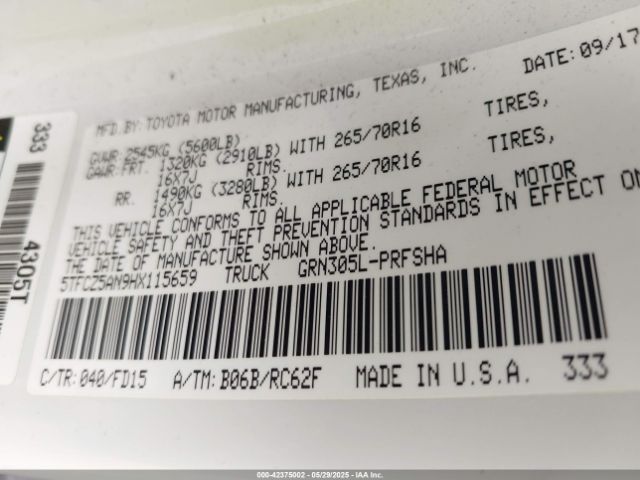 MFD.BY:TOYOTA MOTOR MANUFACTURING, TEXAS, INC. DATE:09/17
GVWR:2545KG (5600LB)
GAWR:FRT. 1320KG (2910LB) WITH 265/70R16 TIRES,
16X7J RIMS.
RR. 1490KG (3280LB) WITH 265/70R16 TIRES,
16X7J RIMS.
THIS VEHICLE CONFORMS TO ALL APPLICABLE FEDERAL MOTOR
VEHICLE SAFETY AND THEFT PREVENTION STANDARDS IN EFFECT ON
THE DATE OF MANUFACTURE SHOWN ABOVE.
5TFCZ5AN9HX115659 TRUCK GRN305L-PRFSHA
C/TR:040/FD15 A/TM:B06B/RC62F MADE IN U.S.A. 333
333
4305T
000-42375002 - 05/29/2025 - IAA Inc.